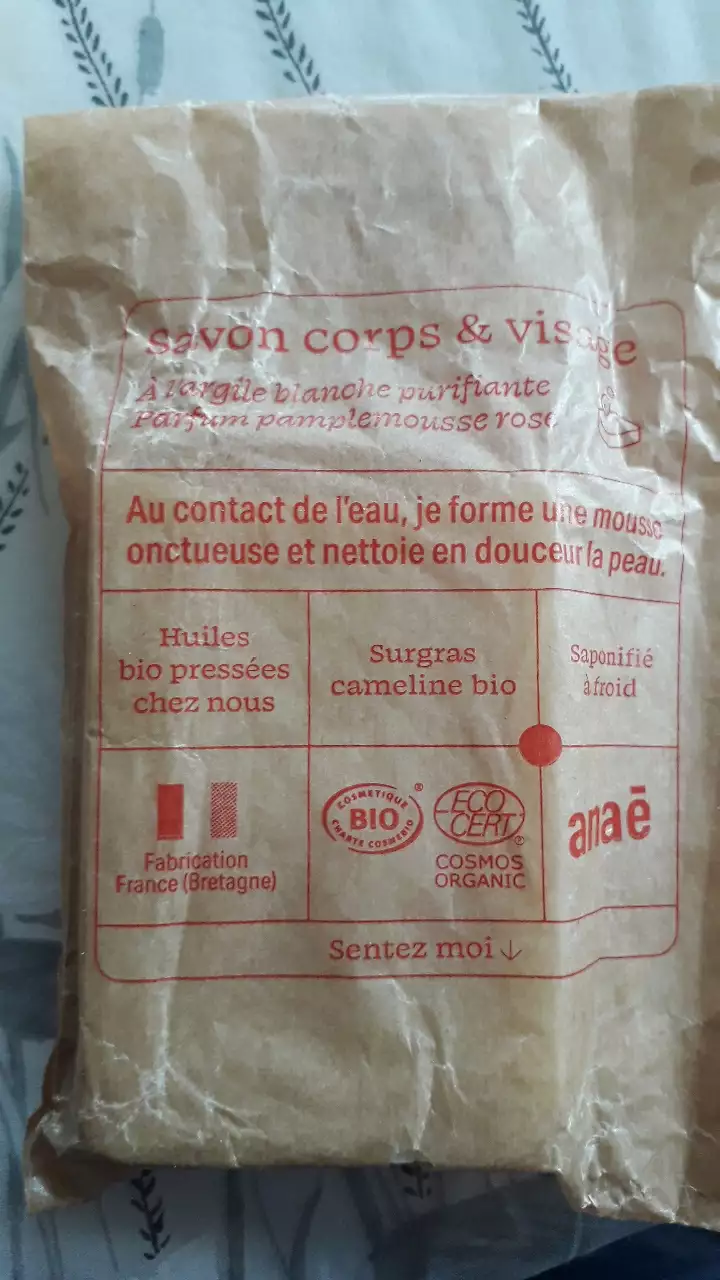 savon corps & visage
À l'argile blanche purifiante
Parfum pamplemousse rose
Au contact de l'eau, je forme une mousse
onctueuse et nettoie en douceur la peau.
Huiles
bio pressées
chez nous
Surgras
cameline bio
Saponifié
à froid
Fabrication
France (Bretagne)
COSMETIQUE
BIO
CHARTE COSMEBIO
®
ECO
CERT
®
COSMOS
ORGANIC
anaē
Sentez moi ↓